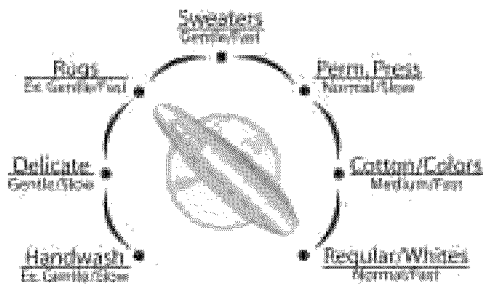 Sweaters
Gentle/Fast
Rugs
Ex. Gentle/Fast
Perm. Press
Normal/Slow
Delicate
Gentle/Slow
Cotton/Colors
Medium/Fast
Handwash
Ex. Gentle/Slow
Regular/Whites
Normal/Fast